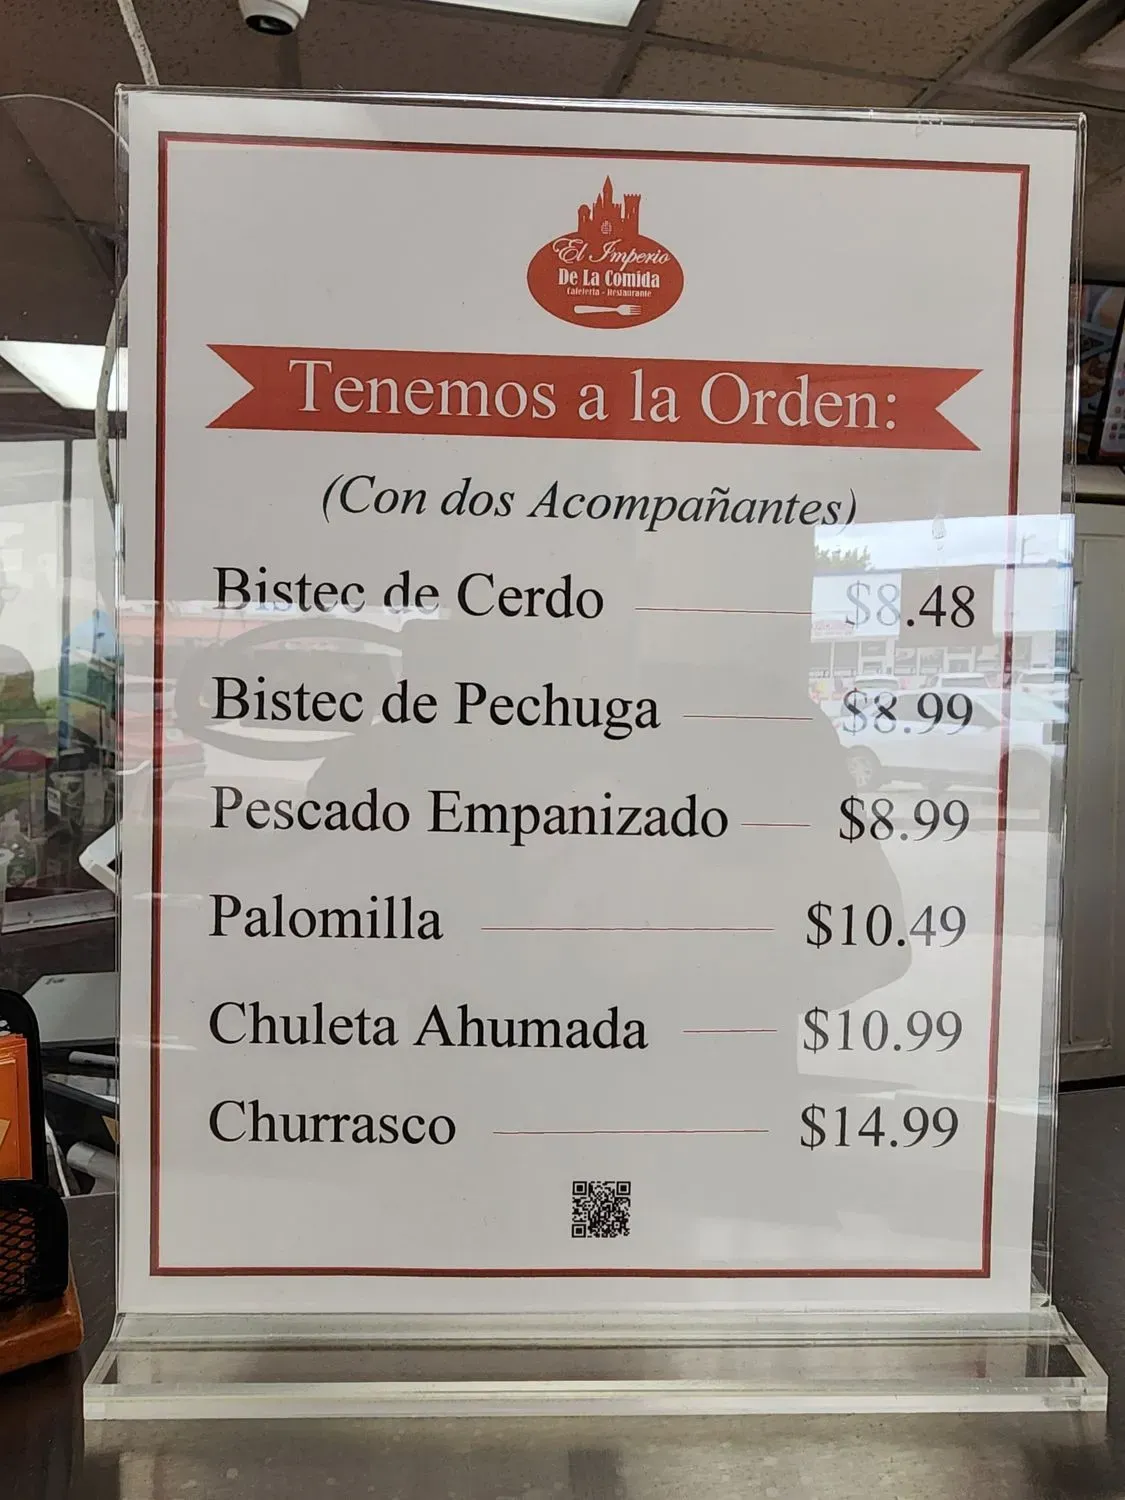 El Imperio
De La Comida
Cafeteria - Restaurante
Tenemos a la Orden:
(Con dos Acompañantes)
Bistec de Cerdo $8.48
Bistec de Pechuga $8.99
Pescado Empanizado $8.99
Palomilla $10.49
Chuleta Ahumada $10.99
Churrasco $14.99